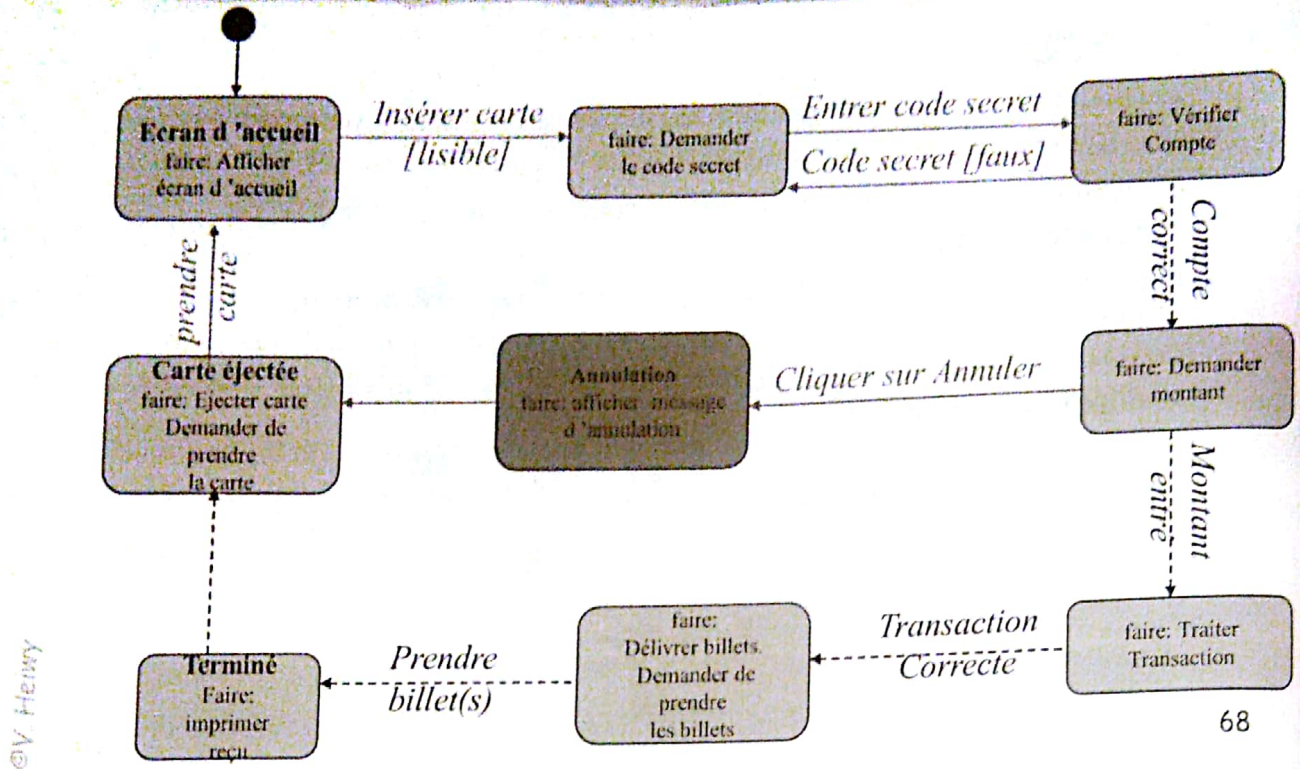 Ecran d 'accueil
faire: Afficher
écran d 'accueil
Insérer carte
[lisible]
faire: Demander
le code secret
Entrer code secret
Code secret [faux]
faire: Vérifier
Compte
Compte
correct
prendre
carte
Carte éjectée
faire: Ejecter carte
Demander de
prendre
la carte
Annulation
faire: afficher message
d 'annulation
Cliquer sur Annuler
faire: Demander
montant
Montant
entre
Terminé
Faire:
imprimer
reçu
Prendre
billet(s)
faire:
Délivrer billets.
Demander de
prendre
les billets
Transaction
Correcte
faire: Traiter
Transaction
68